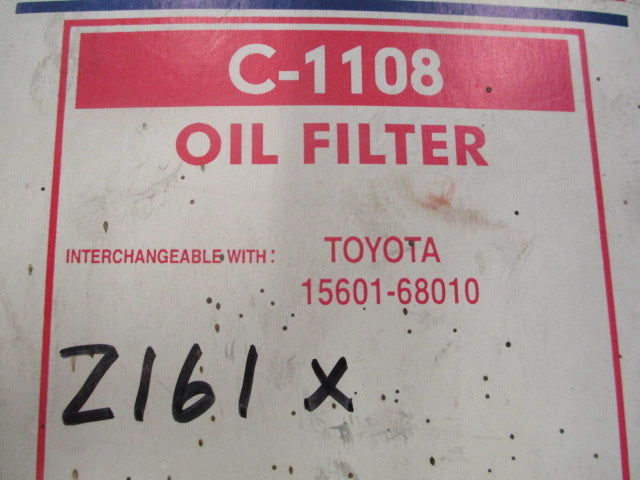 C-1108
OIL FILTER
INTERCHANGEABLE WITH: TOYOTA
15601-68010
Z161 X